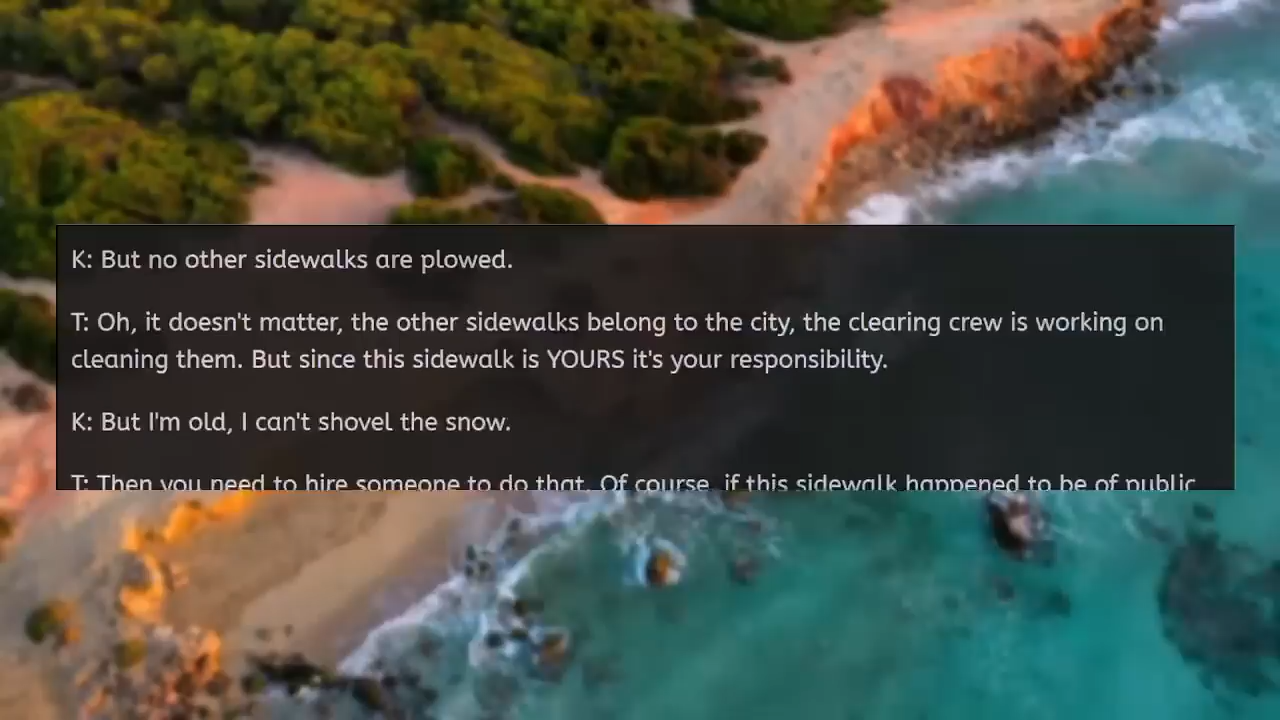 K: But no other sidewalks are plowed.
T: Oh, it doesn't matter, the other sidewalks belong to the city, the clearing crew is working on
cleaning them. But since this sidewalk is YOURS it's your responsibility.
K: But I'm old, I can't shovel the snow.
T: Then you need to hire someone to do that. Of course, if this sidewalk happened to be of public